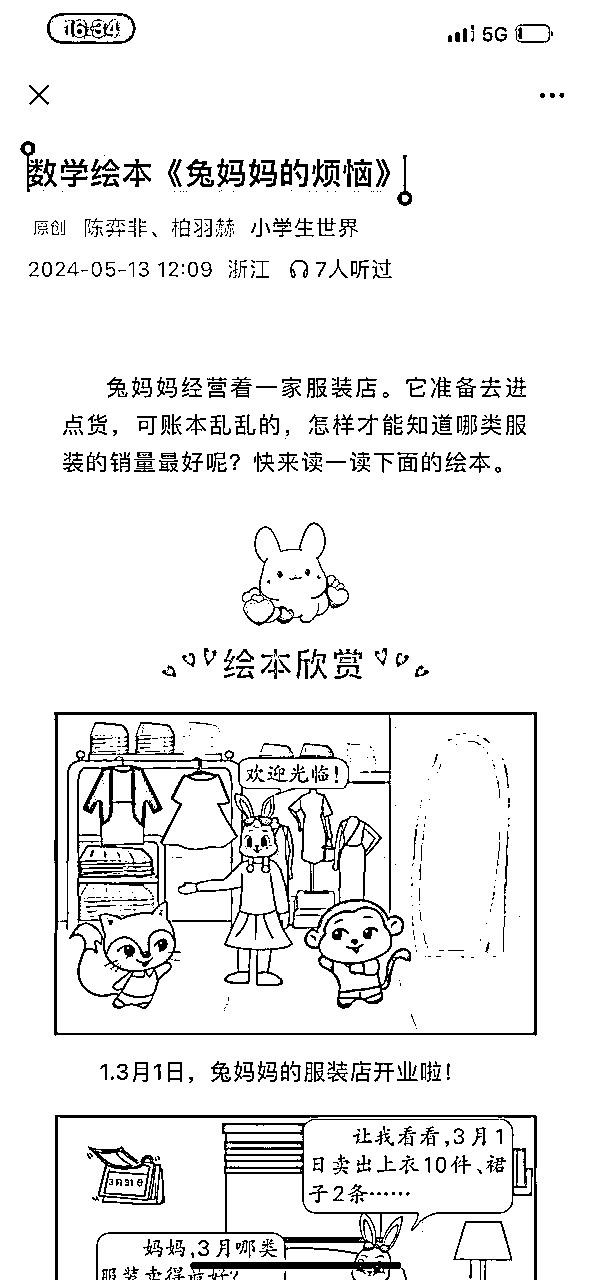 16:34
5G
数学绘本《兔妈妈的烦恼》
原创 陈弈非、柏羽赫 小学生世界
2024-05-13 12:09 浙江 7人听过
兔妈妈经营着一家服装店。它准备去进
点货，可账本乱乱的，怎样才能知道哪类服
装的销量最好呢？快来读一读下面的绘本。
绘本欣赏
欢迎光临！
1.3月1日，兔妈妈的服装店开业啦！
让我看看,3月1
日卖出上衣10件、裙
子2条……
3月31日
妈妈,3月哪类
服装卖得最好?